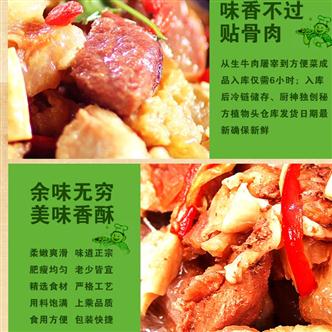 味香不过
贴骨肉
从生牛肉屠宰到方便菜成
品入库仅需6小时；入库
后冷链储存、厨神独创秘
方植物头仓库发货日期最
新确保新鲜
余味无穷
美味香酥
柔嫩爽滑 味道正宗
肥瘦均匀 老少皆宜
精选食材 严格工艺
用料饱满 上乘品质
食用方便 包装快捷